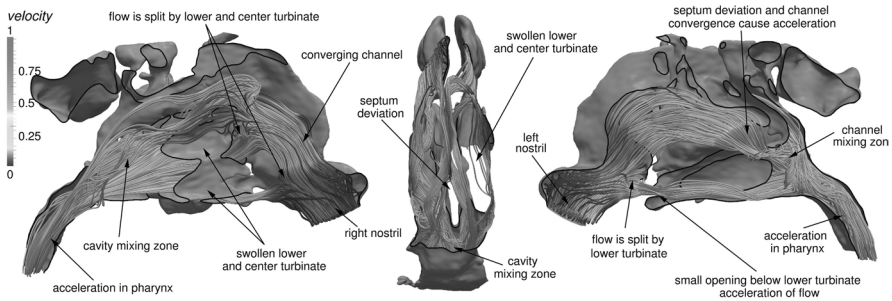 velocity
1
0.75
0.5
0.25
0
flow is split by lower and center turbinate
converging channel
cavity mixing zone
acceleration in pharynx
swollen lower
and center turbinate
right nostril
septum
deviation
swollen lower
and center turbinate
cavity
mixing zone
septum deviation and channel
convergence cause acceleration
left
nostril
channel
mixing zon
flow is split by
lower turbinate
acceleration
in pharynx
small opening below lower turbinate
acceleration of flow